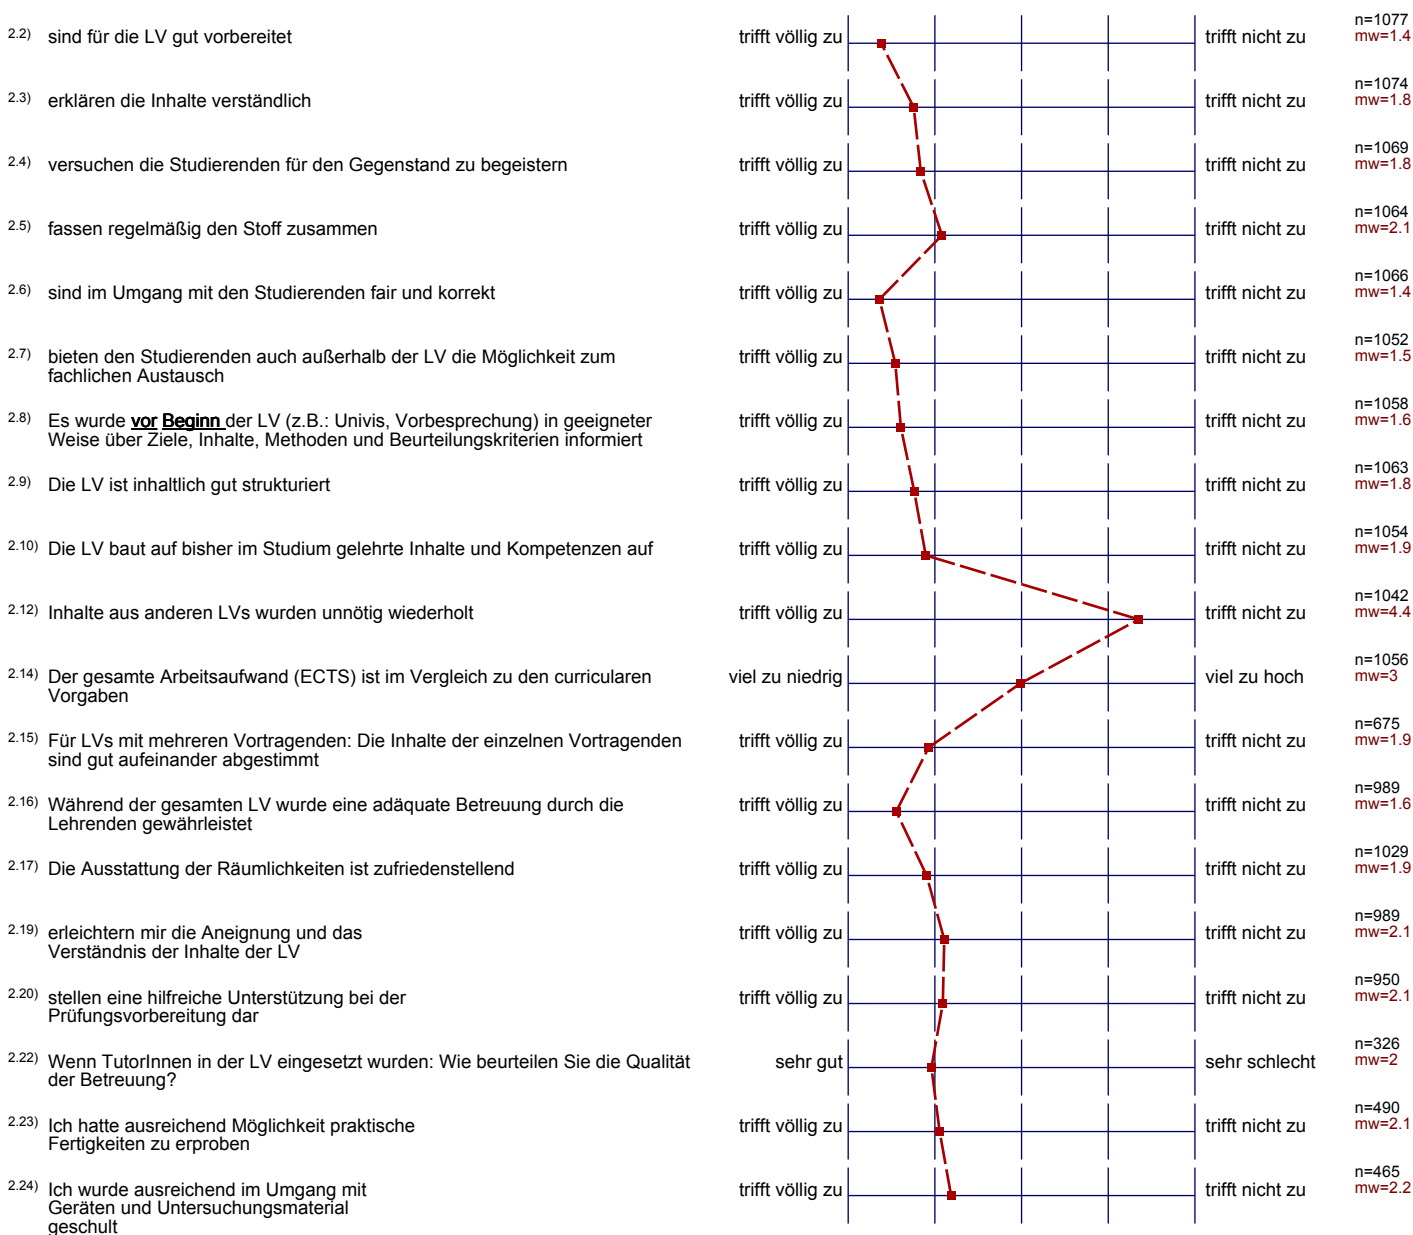 2.2) sind für die LV gut vorbereitet trifft völlig zu trifft nicht zu n=1077
mw=1.4
2.3) erklären die Inhalte verständlich trifft völlig zu trifft nicht zu n=1074
mw=1.8
2.4) versuchen die Studierenden für den Gegenstand zu begeistern trifft völlig zu trifft nicht zu n=1069
mw=1.8
2.5) fassen regelmäßig den Stoff zusammen trifft völlig zu trifft nicht zu n=1064
mw=2.1
2.6) sind im Umgang mit den Studierenden fair und korrekt trifft völlig zu trifft nicht zu n=1066
mw=1.4
2.7) bieten den Studierenden auch außerhalb der LV die Möglichkeit zum
fachlichen Austausch trifft völlig zu trifft nicht zu n=1052
mw=1.5
2.8) Es wurde vor Beginn der LV (z.B.: Univis, Vorbesprechung) in geeigneter
Weise über Ziele, Inhalte, Methoden und Beurteilungskriterien informiert trifft völlig zu trifft nicht zu n=1058
mw=1.6
2.9) Die LV ist inhaltlich gut strukturiert trifft völlig zu trifft nicht zu n=1063
mw=1.8
2.10) Die LV baut auf bisher im Studium gelehrte Inhalte und Kompetenzen auf trifft völlig zu trifft nicht zu n=1054
mw=1.9
2.12) Inhalte aus anderen LVs wurden unnötig wiederholt trifft völlig zu trifft nicht zu n=1042
mw=4.4
2.14) Der gesamte Arbeitsaufwand (ECTS) ist im Vergleich zu den curricularen
Vorgaben viel zu niedrig viel zu hoch n=1056
mw=3
2.15) Für LVs mit mehreren Vortragenden: Die Inhalte der einzelnen Vortragenden
sind gut aufeinander abgestimmt trifft völlig zu trifft nicht zu n=675
mw=1.9
2.16) Während der gesamten LV wurde eine adäquate Betreuung durch die
Lehrenden gewährleistet trifft völlig zu trifft nicht zu n=989
mw=1.6
2.17) Die Ausstattung der Räumlichkeiten ist zufriedenstellend trifft völlig zu trifft nicht zu n=1029
mw=1.9
2.19) erleichtern mir die Aneignung und das
Verständnis der Inhalte der LV trifft völlig zu trifft nicht zu n=989
mw=2.1
2.20) stellen eine hilfreiche Unterstützung bei der
Prüfungsvorbereitung dar trifft völlig zu trifft nicht zu n=950
mw=2.1
2.22) Wenn TutorInnen in der LV eingesetzt wurden: Wie beurteilen Sie die Qualität
der Betreuung? sehr gut sehr schlecht n=326
mw=2
2.23) Ich hatte ausreichend Möglichkeit praktische
Fertigkeiten zu erproben trifft völlig zu trifft nicht zu n=490
mw=2.1
2.24) Ich wurde ausreichend im Umgang mit
Geräten und Untersuchungsmaterial
geschult trifft völlig zu trifft nicht zu n=465
mw=2.2